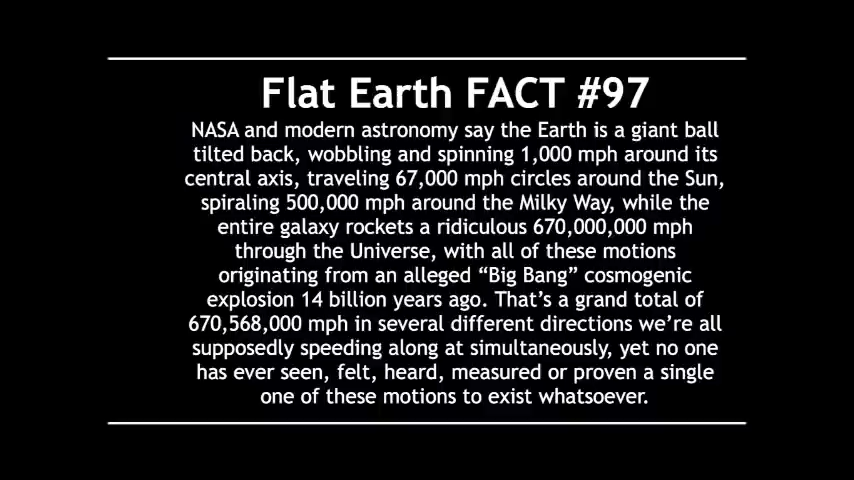 Flat Earth FACT #97
NASA and modern astronomy say the Earth is a giant ball
tilted back, wobbling and spinning 1,000 mph around its
central axis, traveling 67,000 mph circles around the Sun,
spiraling 500,000 mph around the Milky Way, while the
entire galaxy rockets a ridiculous 670,000,000 mph
through the Universe, with all of these motions
originating from an alleged “Big Bang” cosmogenic
explosion 14 billion years ago. That’s a grand total of
670,568,000 mph in several different directions we’re all
supposedly speeding along at simultaneously, yet no one
has ever seen, felt, heard, measured or proven a single
one of these motions to exist whatsoever.